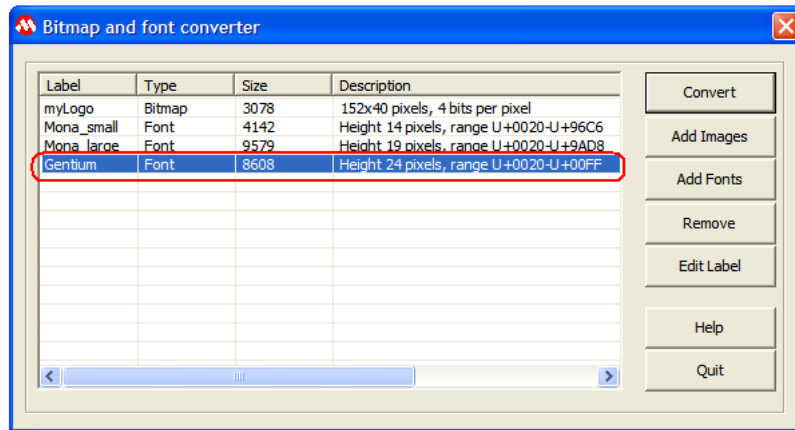 Bitmap and font converter
Label Type Size Description
myLogo Bitmap 3078 152x40 pixels, 4 bits per pixel
Mona_small Font 4142 Height 14 pixels, range U+0020-U+96C6
Mona_large Font 9579 Height 19 pixels, range U+0020-U+9AD8
Gentium Font 8608 Height 24 pixels, range U+0020-U+00FF
Convert
Add Images
Add Fonts
Remove
Edit Label
Help
Quit